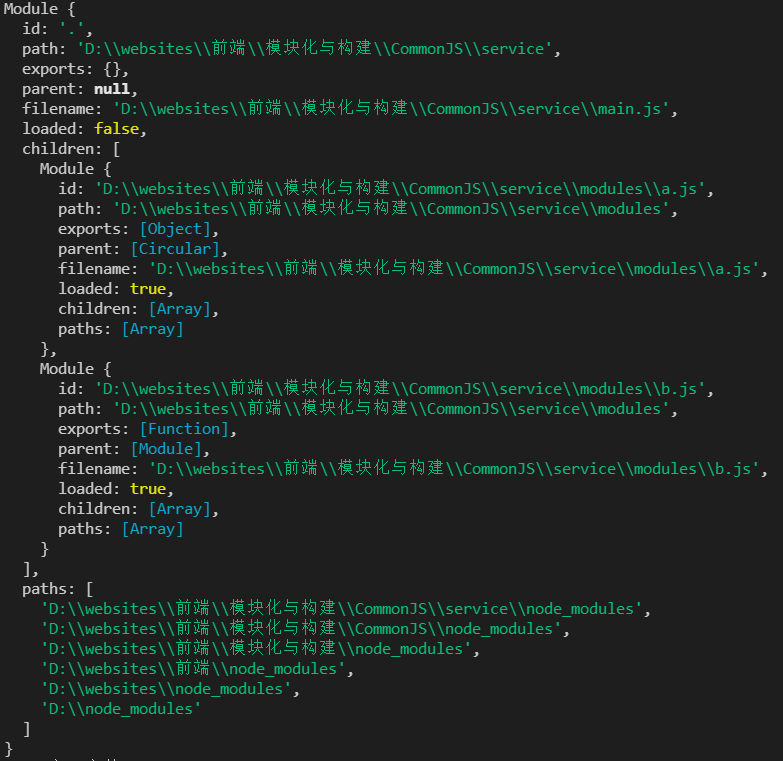 Module {
  id: '.',
  path: 'D:\\websites\\前端\\模块化与构建\\CommonJS\\service',
  exports: {},
  parent: null,
  filename: 'D:\\websites\\前端\\模块化与构建\\CommonJS\\service\\main.js',
  loaded: false,
  children: [
    Module {
      id: 'D:\\websites\\前端\\模块化与构建\\CommonJS\\service\\modules\\a.js',
      path: 'D:\\websites\\前端\\模块化与构建\\CommonJS\\service\\modules',
      exports: [Object],
      parent: [Circular],
      filename: 'D:\\websites\\前端\\模块化与构建\\CommonJS\\service\\modules\\a.js',
      loaded: true,
      children: [Array],
      paths: [Array]
    },
    Module {
      id: 'D:\\websites\\前端\\模块化与构建\\CommonJS\\service\\modules\\b.js',
      path: 'D:\\websites\\前端\\模块化与构建\\CommonJS\\service\\modules',
      exports: [Function],
      parent: [Module],
      filename: 'D:\\websites\\前端\\模块化与构建\\CommonJS\\service\\modules\\b.js',
      loaded: true,
      children: [Array],
      paths: [Array]
    }
  ],
  paths: [
    'D:\\websites\\前端\\模块化与构建\\CommonJS\\service\\node_modules',
    'D:\\websites\\前端\\模块化与构建\\CommonJS\\node_modules',
    'D:\\websites\\前端\\模块化与构建\\node_modules',
    'D:\\websites\\前端\\node_modules',
    'D:\\websites\\node_modules',
    'D:\\node_modules'
  ]
}